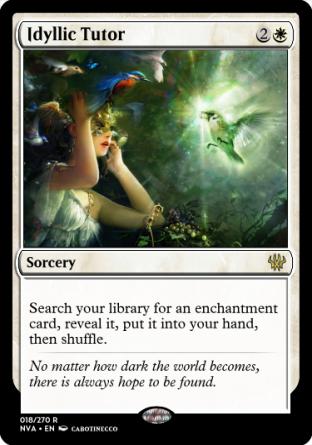 Idyllic Tutor 2
Sorcery
Search your library for an enchantment
card, reveal it, put it into your hand,
then shuffle.
No matter how dark the world becomes,
there is always hope to be found.
018/270 R
NVA • EN CABOTINECCO